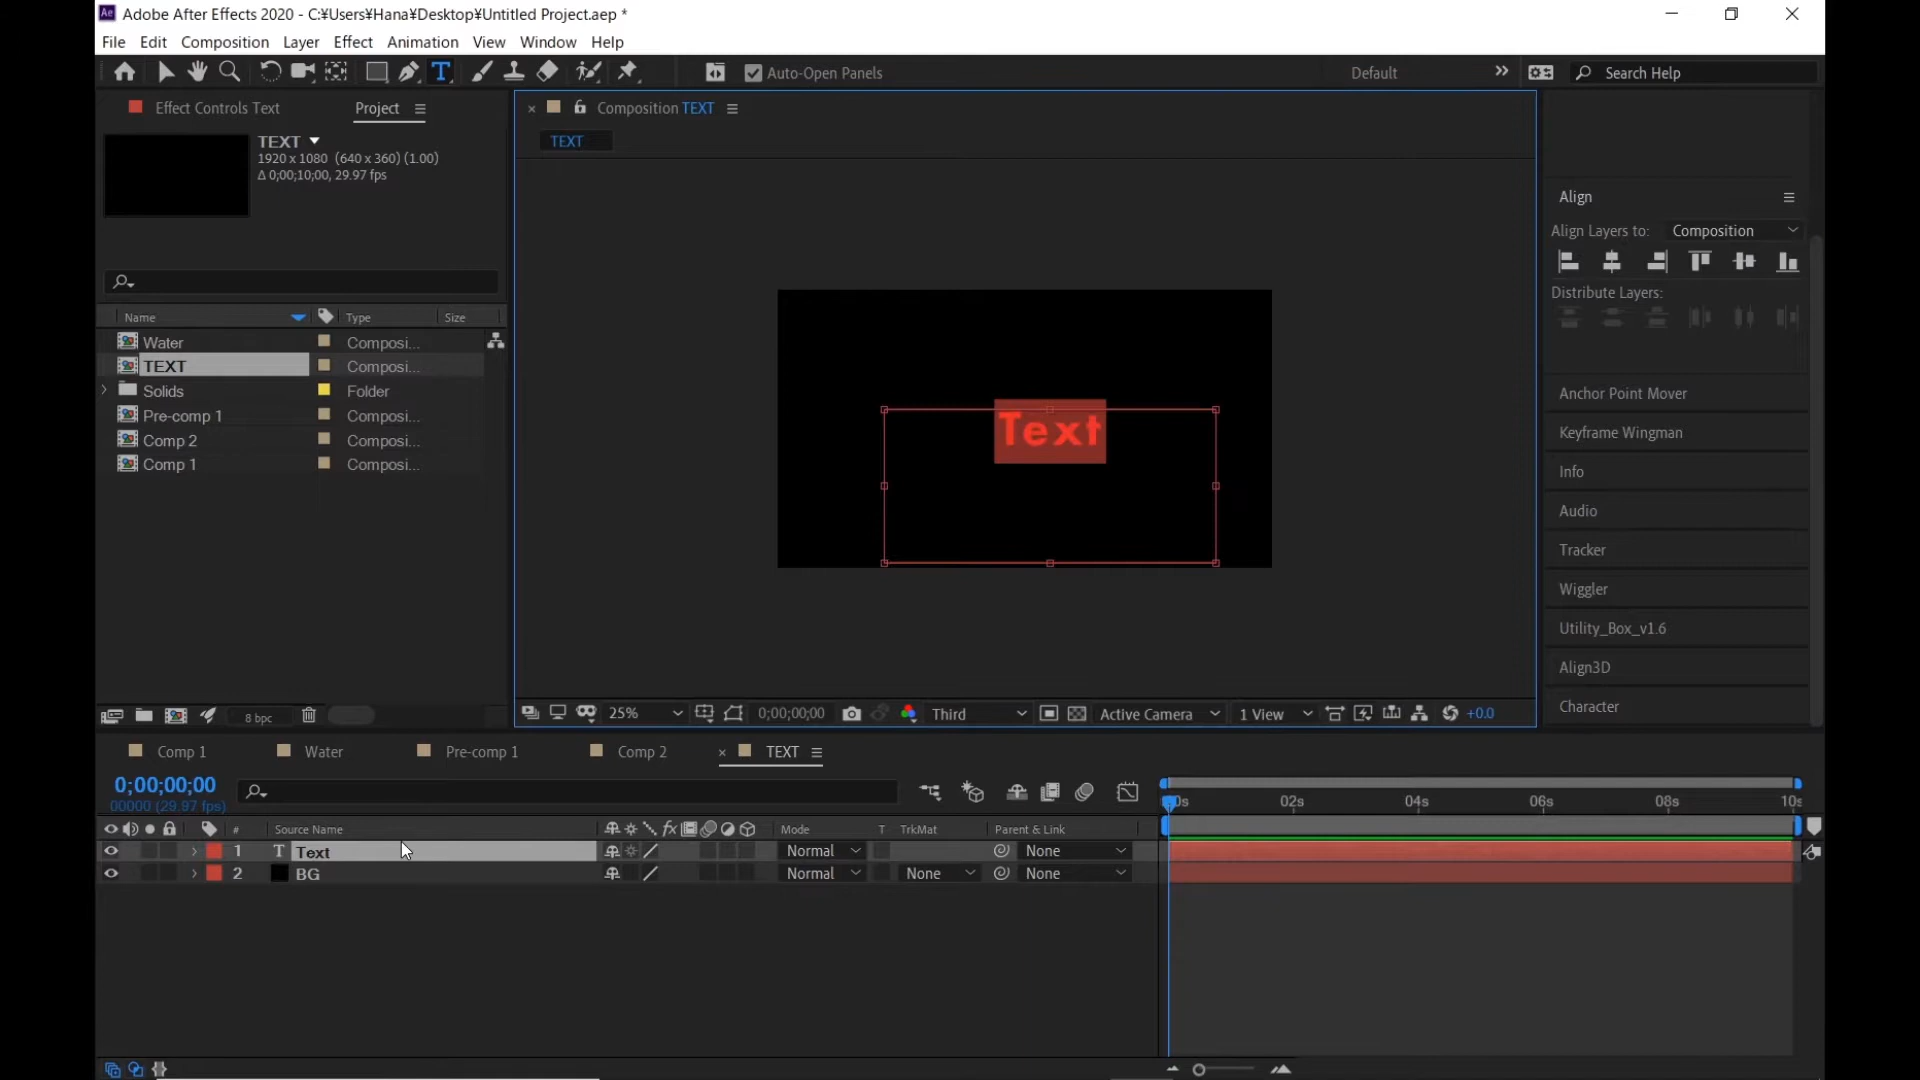 Adobe After Effects 2020 - C:¥Users¥Hana¥Desktop¥Untitled Project.aep *
File Edit Composition Layer Effect Animation View Window Help
Auto-Open Panels
Default
Search Help
Effect Controls Text
Project
Composition TEXT
TEXT
TEXT
1920 x 1080 (640 x 360) (1.00)
Δ 0;00;10;00, 29.97 fps
Name Type Size
Water Composi...
TEXT Composi...
Solids Folder
Pre-comp 1 Composi...
Comp 2 Composi...
Comp 1 Composi...
8 bpc
Text
25%
0;00;00;00
Third
Active Camera
1 View
+0.0
Align
Align Layers to: Composition
Distribute Layers:
Anchor Point Mover
Keyframe Wingman
Info
Audio
Tracker
Wiggler
Utility_Box_v1.6
Align3D
Character
Comp 1 Water Pre-comp 1 Comp 2 TEXT
0;00;00;00
00000 (29.97 fps)
02s 04s 06s 08s
# Source Name fx Mode T TrkMat Parent & Link
1 T Text Normal None
2 BG Normal None None